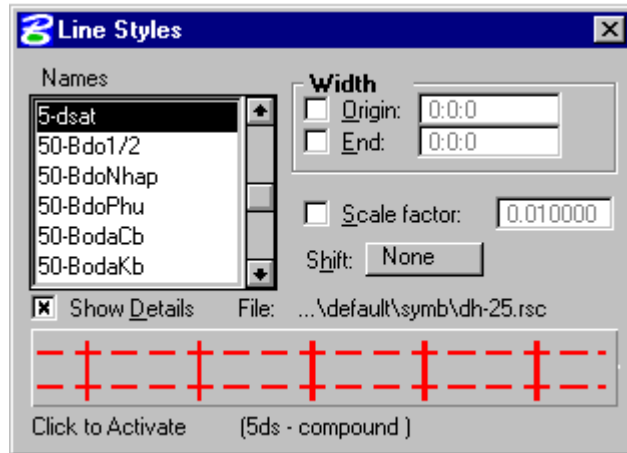 Line Styles
Names
5-dsat
50-Bdo1/2
50-BdoNhap
50-BdoPhu
50-BodaCb
50-BodaKb
Width
Origin: 0:0:0
End: 0:0:0
Scale factor: 0.010000
Shift: None
Show Details File: ...\default\symb\dh-25.rsc
Click to Activate (5ds - compound )